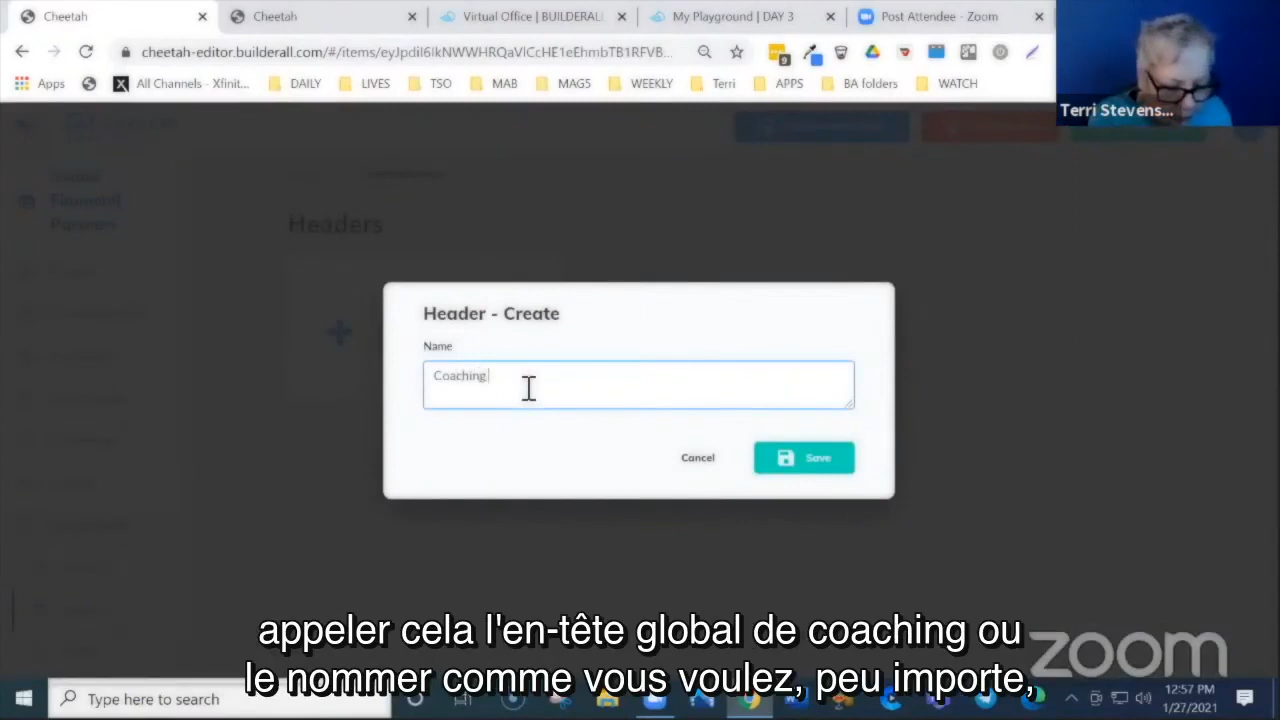 Cheetah
Cheetah
Virtual Office | BUILDERALL
My Playground | DAY 3
Post Attendee - Zoom
cheetah-editor.builderall.com/#/items/eyJpdiI6IkNWWHRQaVlCcHE1eEhmbTB1RFVB...
9
Apps
All Channels - Xfinit...
DAILY
LIVES
TSO
MAB
MAG5
WEEKLY
Terri
APPS
BA folders
WATCH
Terri Stevens...
Financial
Partners
Headers
Header - Create
Name
Coaching
Cancel
Save
appeler cela l'en-tête global de coaching ou
le nommer comme vous voulez, peu importe,
zoom
Type here to search
12:57 PM
1/27/2021